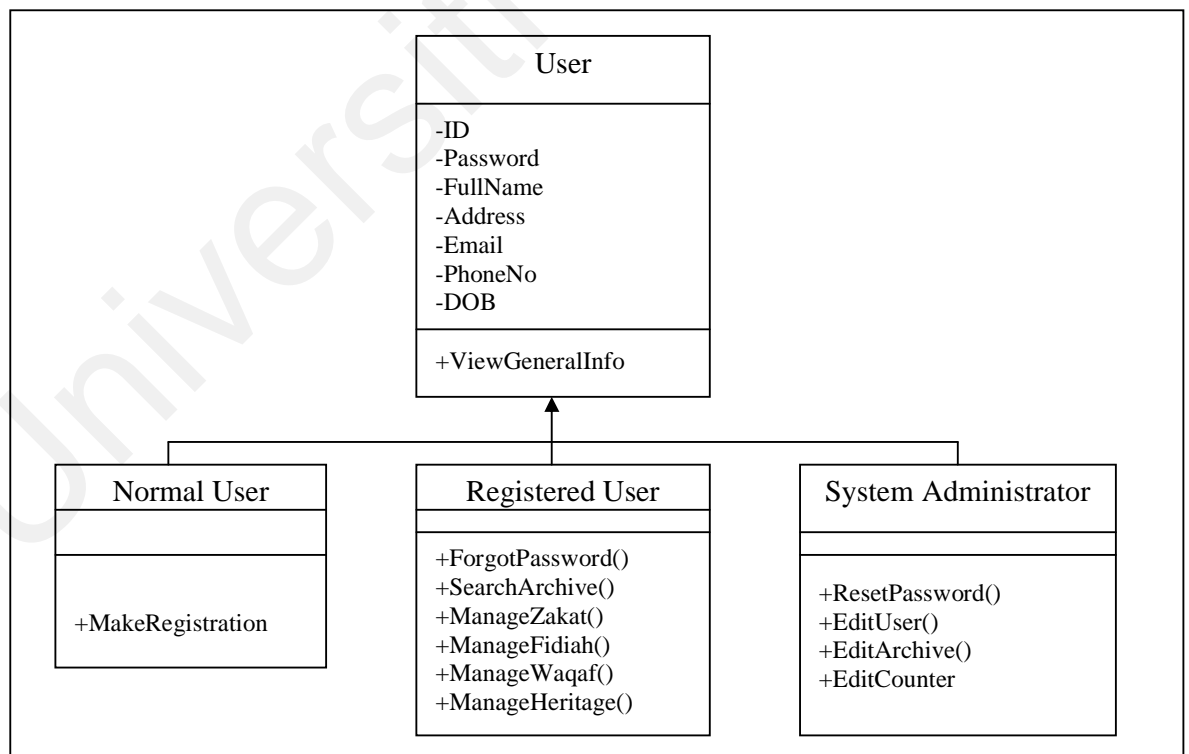 User
-ID
-Password
-FullName
-Address
-Email
-PhoneNo
-DOB
+ViewGeneralInfo
Normal User
+MakeRegistration
Registered User
+ForgotPassword()
+SearchArchive()
+ManageZakat()
+ManageFidiah()
+ManageWaqaf()
+ManageHeritage()
System Administrator
+ResetPassword()
+EditUser()
+EditArchive()
+EditCounter
Universiti